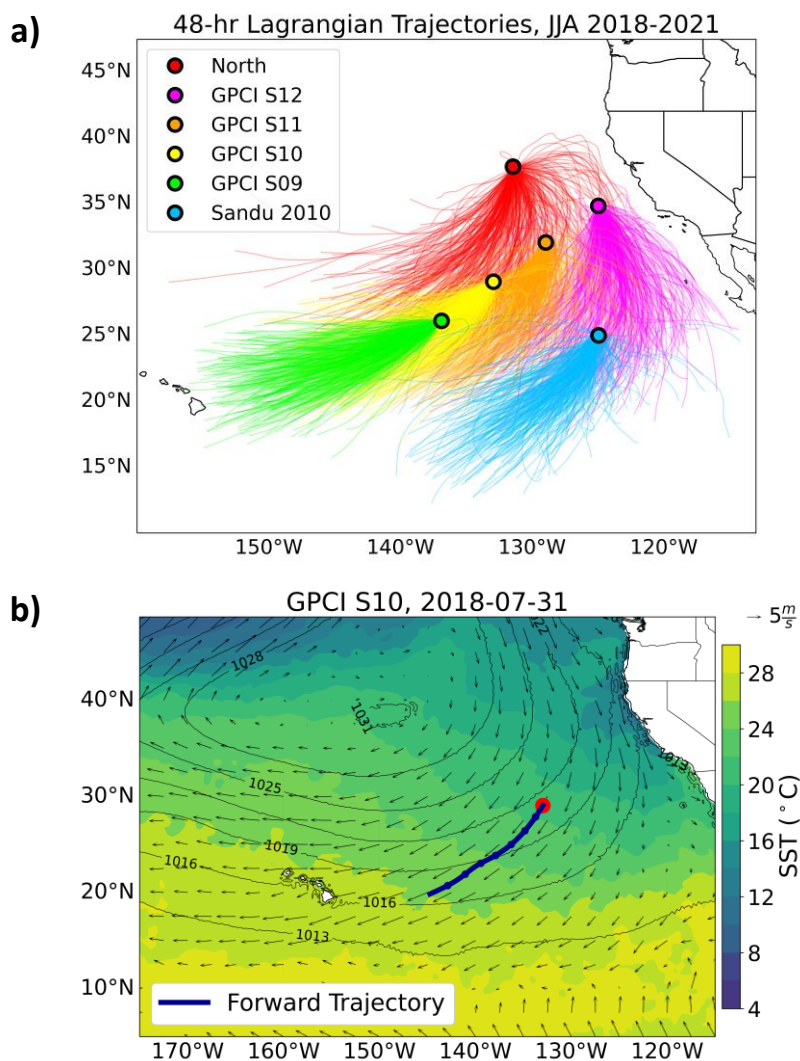 a)
48-hr Lagrangian Trajectories, JJA 2018-2021
North
GPCI S12
GPCI S11
GPCI S10
GPCI S09
Sandu 2010
45°N
40°N
35°N
30°N
25°N
20°N
15°N
150°W 140°W 130°W 120°W
b)
GPCI S10, 2018-07-31
5 m/s
1028
1022
1031
1013
1025
1019
1016
1016
1013
40°N
30°N
20°N
10°N
Forward Trajectory
170°W 160°W 150°W 140°W 130°W 120°W
28
24
20
16
12
8
4
SST (°C)